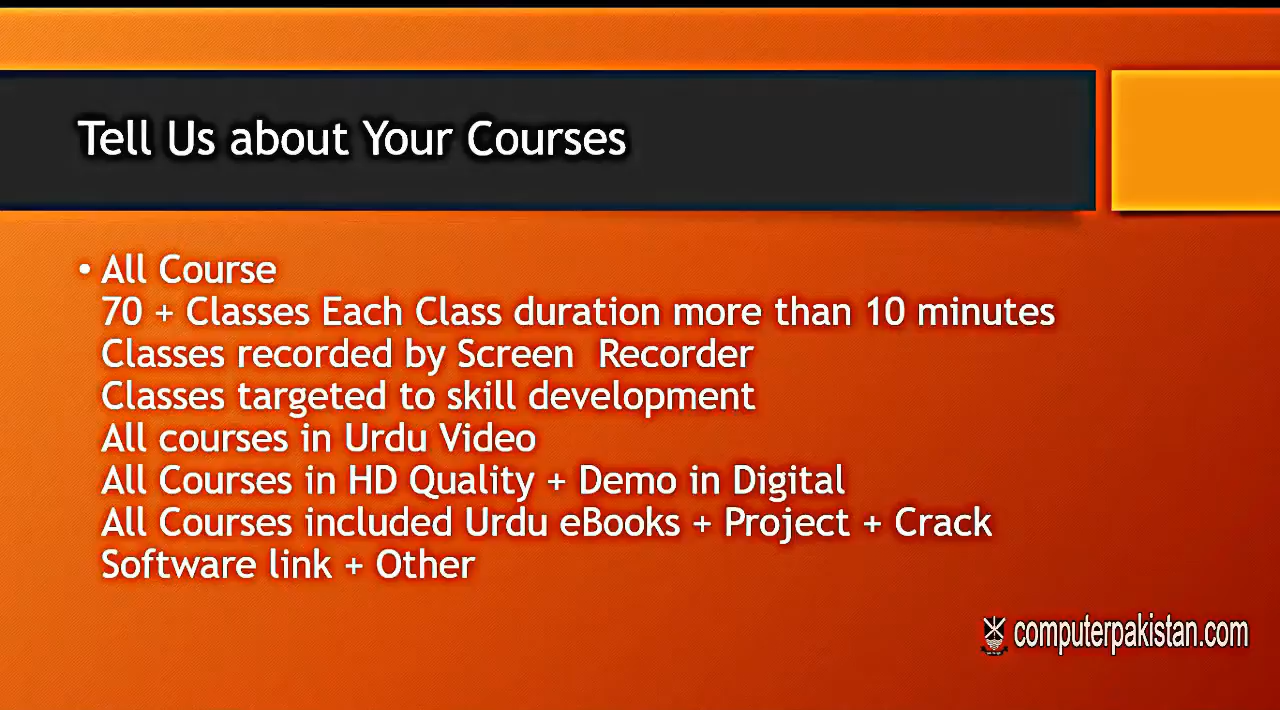 Tell Us about Your Courses
• All Course
70 + Classes Each Class duration more than 10 minutes
Classes recorded by Screen Recorder
Classes targeted to skill development
All courses in Urdu Video
All Courses in HD Quality + Demo in Digital
All Courses included Urdu eBooks + Project + Crack
Software link + Other
computerpakistan.com